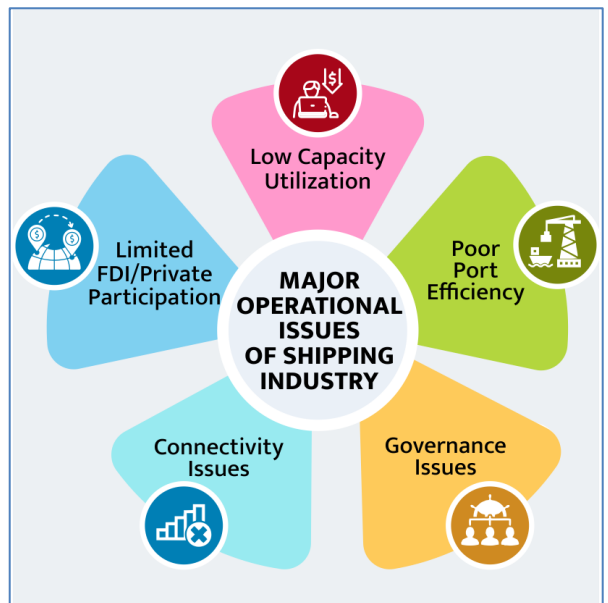 Low Capacity
Utilization
Limited
FDI/Private
Participation
MAJOR
OPERATIONAL
ISSUES
OF SHIPPING
INDUSTRY
Poor
Port
Efficiency
Connectivity
Issues
Governance
Issues